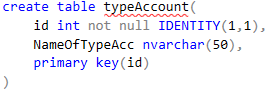 create table typeAccount(
id int not null IDENTITY(1,1),
NameOfTypeAcc nvarchar(50),
primary key(id)
)